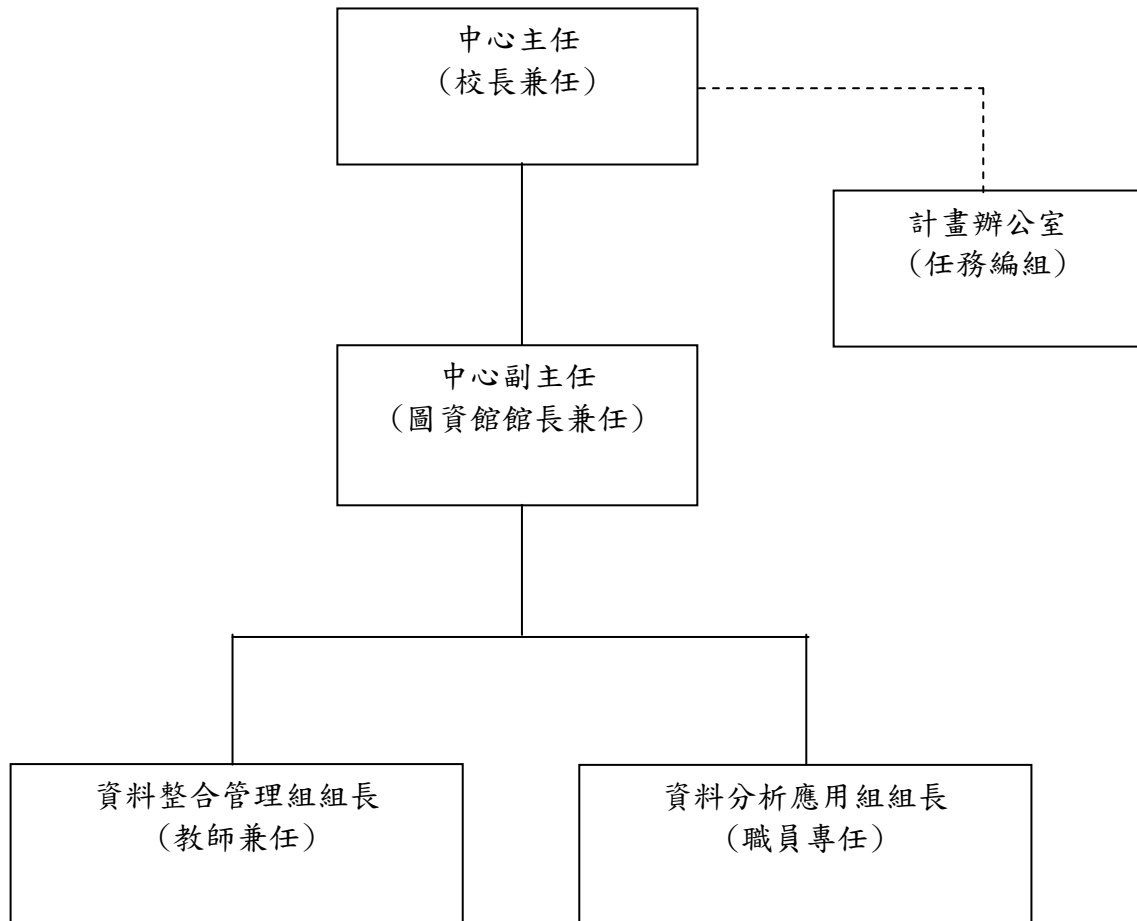 中心主任
（校長兼任）
計畫辦公室
（任務編組）
中心副主任
（圖資館館長兼任）
資料整合管理組組長
（教師兼任）
資料分析應用組組長
（職員專任）